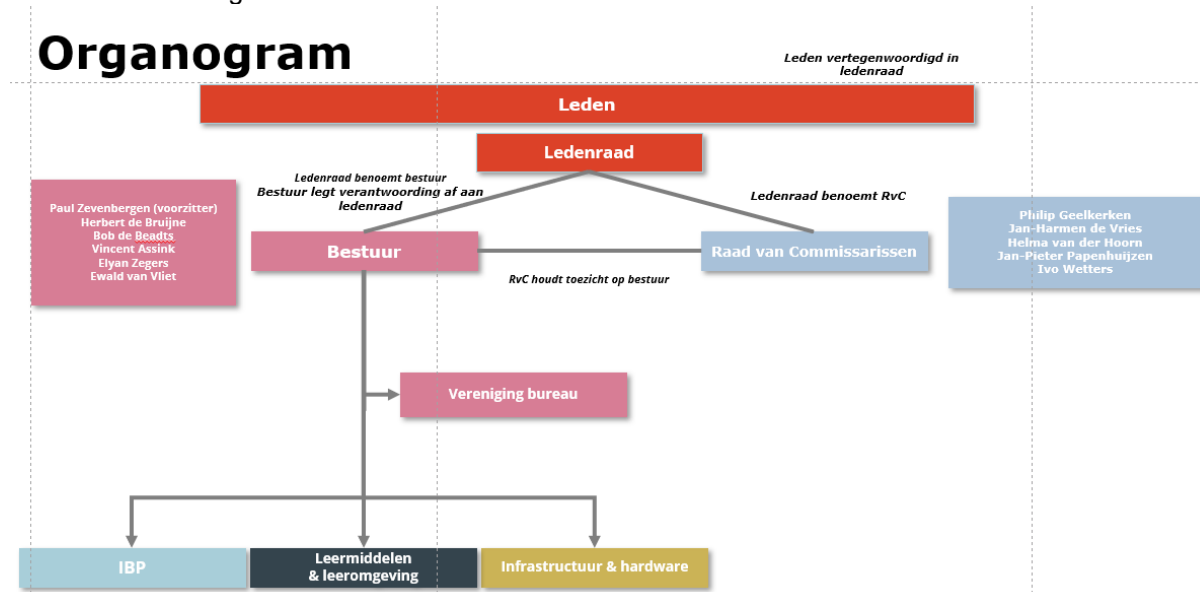 Organogram
Leden vertegenwoordigd in
ledenraad
Leden
Ledenraad
Ledenraad benoemt bestuur
Bestuur legt verantwoording af aan
ledenraad
Ledenraad benoemt RvC
Paul Zevenbergen (voorzitter)
Herbert de Bruijne
Bob de Beadts
Vincent Assink
Elyan Zegers
Ewald van Vliet
Bestuur
Raad van Commissarissen
RvC houdt toezicht op bestuur
Philip Geelkerken
Jan-Harmen de Vries
Helma van der Hoorn
Jan-Pieter Papenhuijzen
Ivo Wetters
Vereniging bureau
IBP
Leermiddelen
& leeromgeving
Infrastructuur & hardware